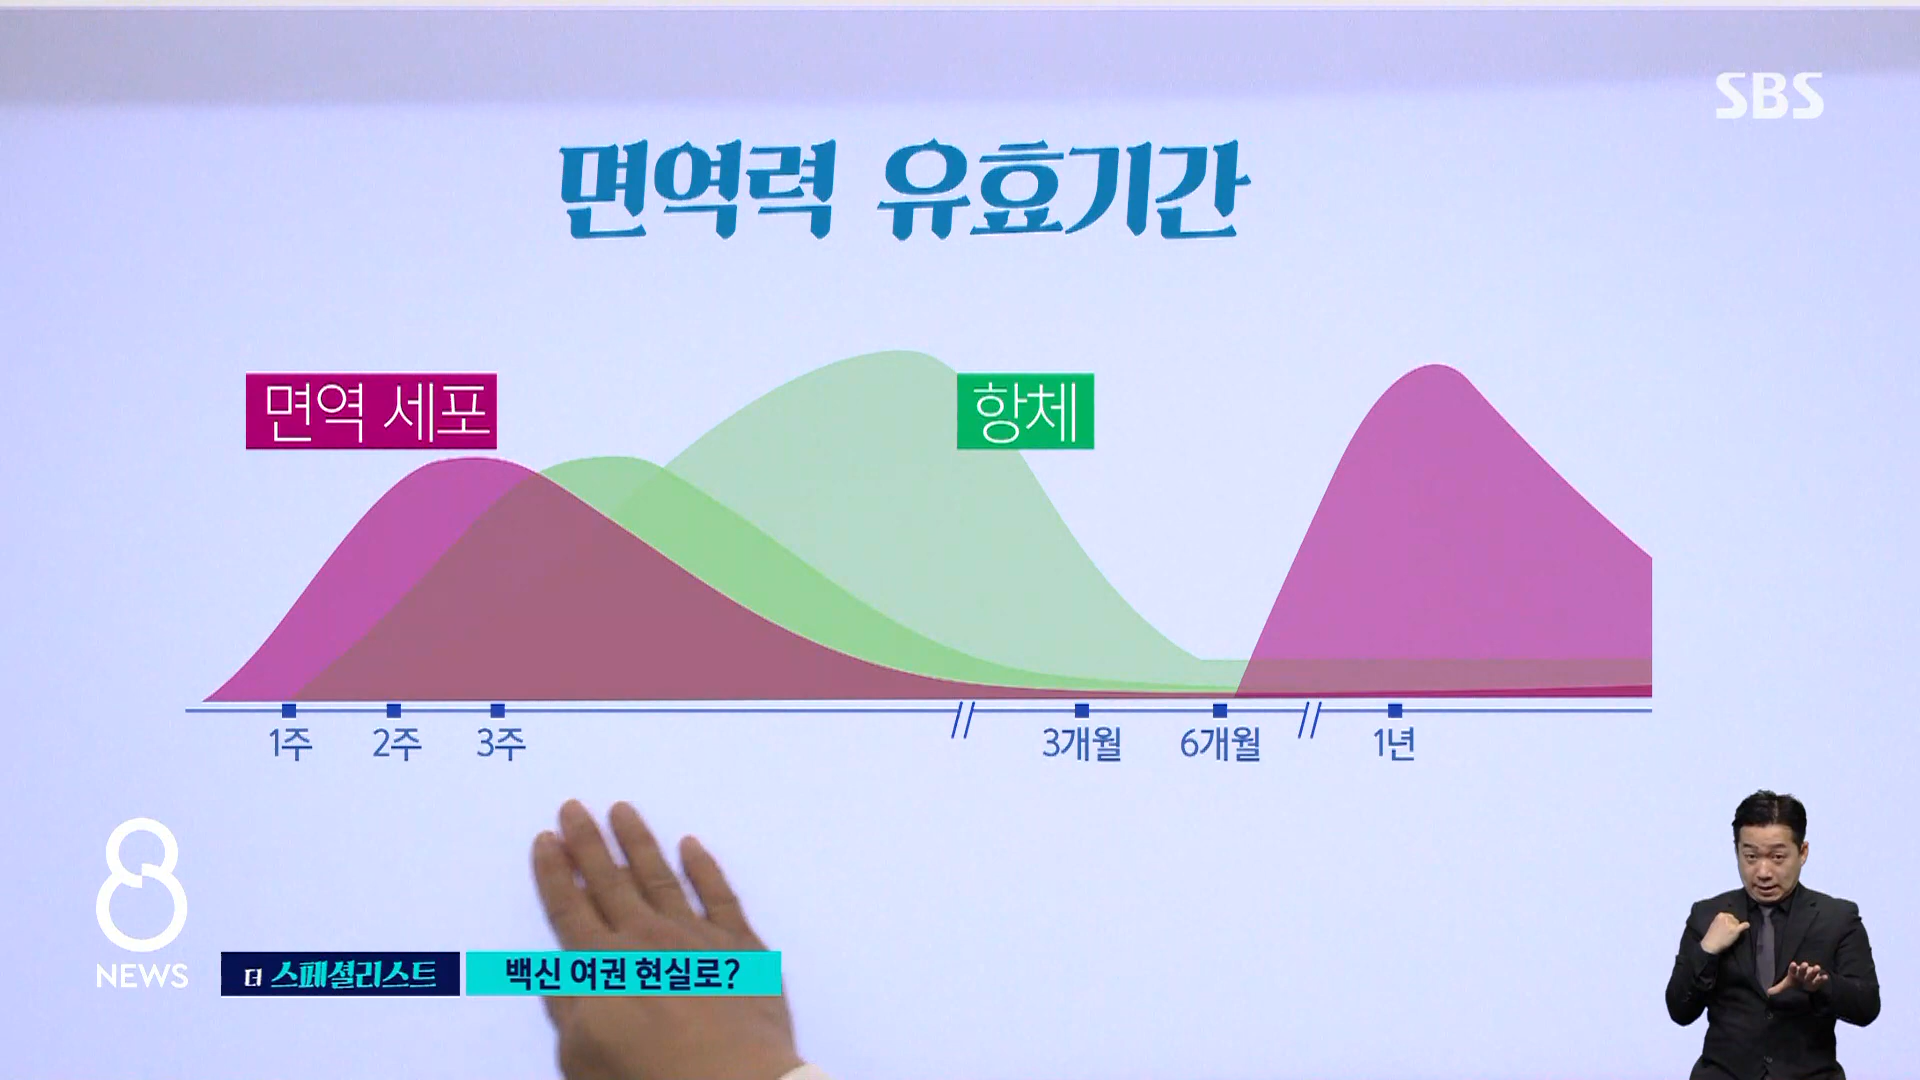 SBS
면역력 유효기간
면역 세포
항체
1주 2주 3주 3개월 6개월 1년
8
NEWS
더 스페셜리스트
백신 여권 현실로?